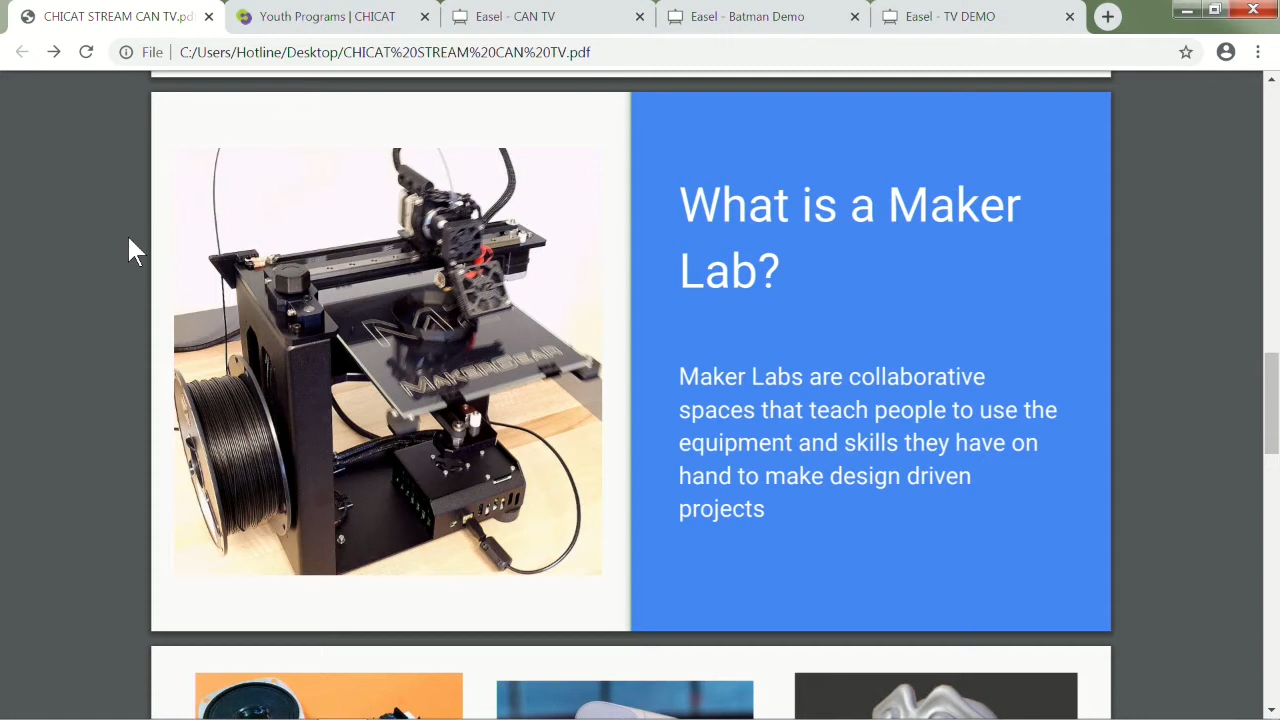 CHICAT STREAM CAN TV.pdf
Youth Programs | CHICAT
Easel - CAN TV
Easel - Batman Demo
Easel - TV DEMO
File | C:/Users/Hotline/Desktop/CHICAT%20STREAM%20CAN%20TV.pdf
What is a Maker
Lab?
MAKERGEAR
Maker Labs are collaborative
spaces that teach people to use the
equipment and skills they have on
hand to make design driven
projects